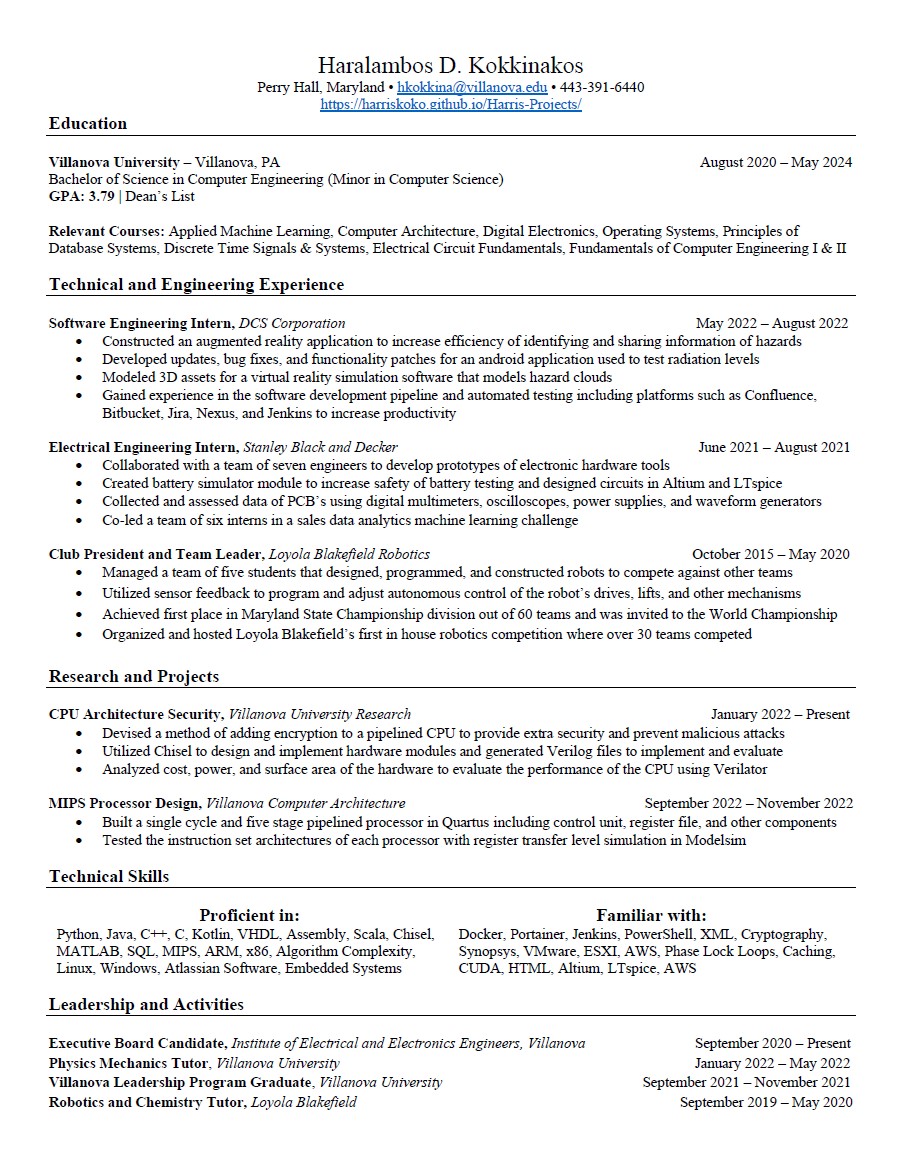 Haralambos D. Kokkinakos
Perry Hall, Maryland • hkokkina@villanova.edu • 443-391-6440
https://harriskoko.github.io/Harris-Projects/
Education
Villanova University – Villanova, PA August 2020 – May 2024
Bachelor of Science in Computer Engineering (Minor in Computer Science)
GPA: 3.79 | Dean's List
Relevant Courses: Applied Machine Learning, Computer Architecture, Digital Electronics, Operating Systems, Principles of
Database Systems, Discrete Time Signals & Systems, Electrical Circuit Fundamentals, Fundamentals of Computer Engineering I & II
Technical and Engineering Experience
Software Engineering Intern, DCS Corporation May 2022 – August 2022
• Constructed an augmented reality application to increase efficiency of identifying and sharing information of hazards
• Developed updates, bug fixes, and functionality patches for an android application used to test radiation levels
• Modeled 3D assets for a virtual reality simulation software that models hazard clouds
• Gained experience in the software development pipeline and automated testing including platforms such as Confluence,
Bitbucket, Jira, Nexus, and Jenkins to increase productivity
Electrical Engineering Intern, Stanley Black and Decker June 2021 – August 2021
• Collaborated with a team of seven engineers to develop prototypes of electronic hardware tools
• Created battery simulator module to increase safety of battery testing and designed circuits in Altium and LTspice
• Collected and assessed data of PCB's using digital multimeters, oscilloscopes, power supplies, and waveform generators
• Co-led a team of six interns in a sales data analytics machine learning challenge
Club President and Team Leader, Loyola Blakefield Robotics October 2015 – May 2020
• Managed a team of five students that designed, programmed, and constructed robots to compete against other teams
• Utilized sensor feedback to program and adjust autonomous control of the robot's drives, lifts, and other mechanisms
• Achieved first place in Maryland State Championship division out of 60 teams and was invited to the World Championship
• Organized and hosted Loyola Blakefield's first in house robotics competition where over 30 teams competed
Research and Projects
CPU Architecture Security, Villanova University Research January 2022 – Present
• Devised a method of adding encryption to a pipelined CPU to provide extra security and prevent malicious attacks
• Utilized Chisel to design and implement hardware modules and generated Verilog files to implement and evaluate
• Analyzed cost, power, and surface area of the hardware to evaluate the performance of the CPU using Verilator
MIPS Processor Design, Villanova Computer Architecture September 2022 – November 2022
• Built a single cycle and five stage pipelined processor in Quartus including control unit, register file, and other components
• Tested the instruction set architectures of each processor with register transfer level simulation in Modelsim
Technical Skills
Proficient in:
Python, Java, C++, C, Kotlin, VHDL, Assembly, Scala, Chisel,
MATLAB, SQL, MIPS, ARM, x86, Algorithm Complexity,
Linux, Windows, Atlassian Software, Embedded Systems
Familiar with:
Docker, Portainer, Jenkins, PowerShell, XML, Cryptography,
Synopsys, VMware, ESXI, AWS, Phase Lock Loops, Caching,
CUDA, HTML, Altium, LTspice, AWS
Leadership and Activities
Executive Board Candidate, Institute of Electrical and Electronics Engineers, Villanova September 2020 – Present
Physics Mechanics Tutor, Villanova University January 2022 – May 2022
Villanova Leadership Program Graduate, Villanova University September 2021 – November 2021
Robotics and Chemistry Tutor, Loyola Blakefield September 2019 – May 2020